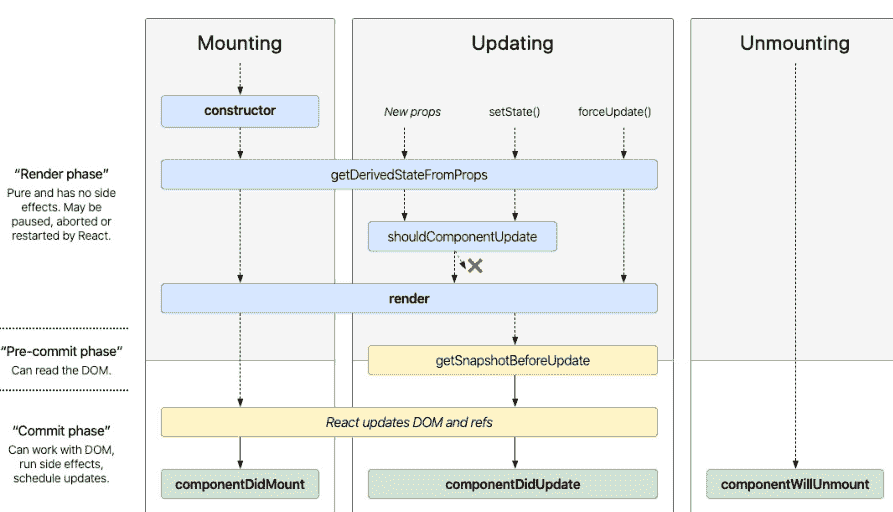 Mounting
Updating
Unmounting
constructor
New props
setState()
forceUpdate()
“Render phase”
Pure and has no side
effects. May be
paused, aborted or
restarted by React.
getDerivedStateFromProps
shouldComponentUpdate
render
“Pre-commit phase”
Can read the DOM.
getSnapshotBeforeUpdate
“Commit phase”
Can work with DOM,
run side effects,
schedule updates.
React updates DOM and refs
componentDidMount
componentDidUpdate
componentWillUnmount